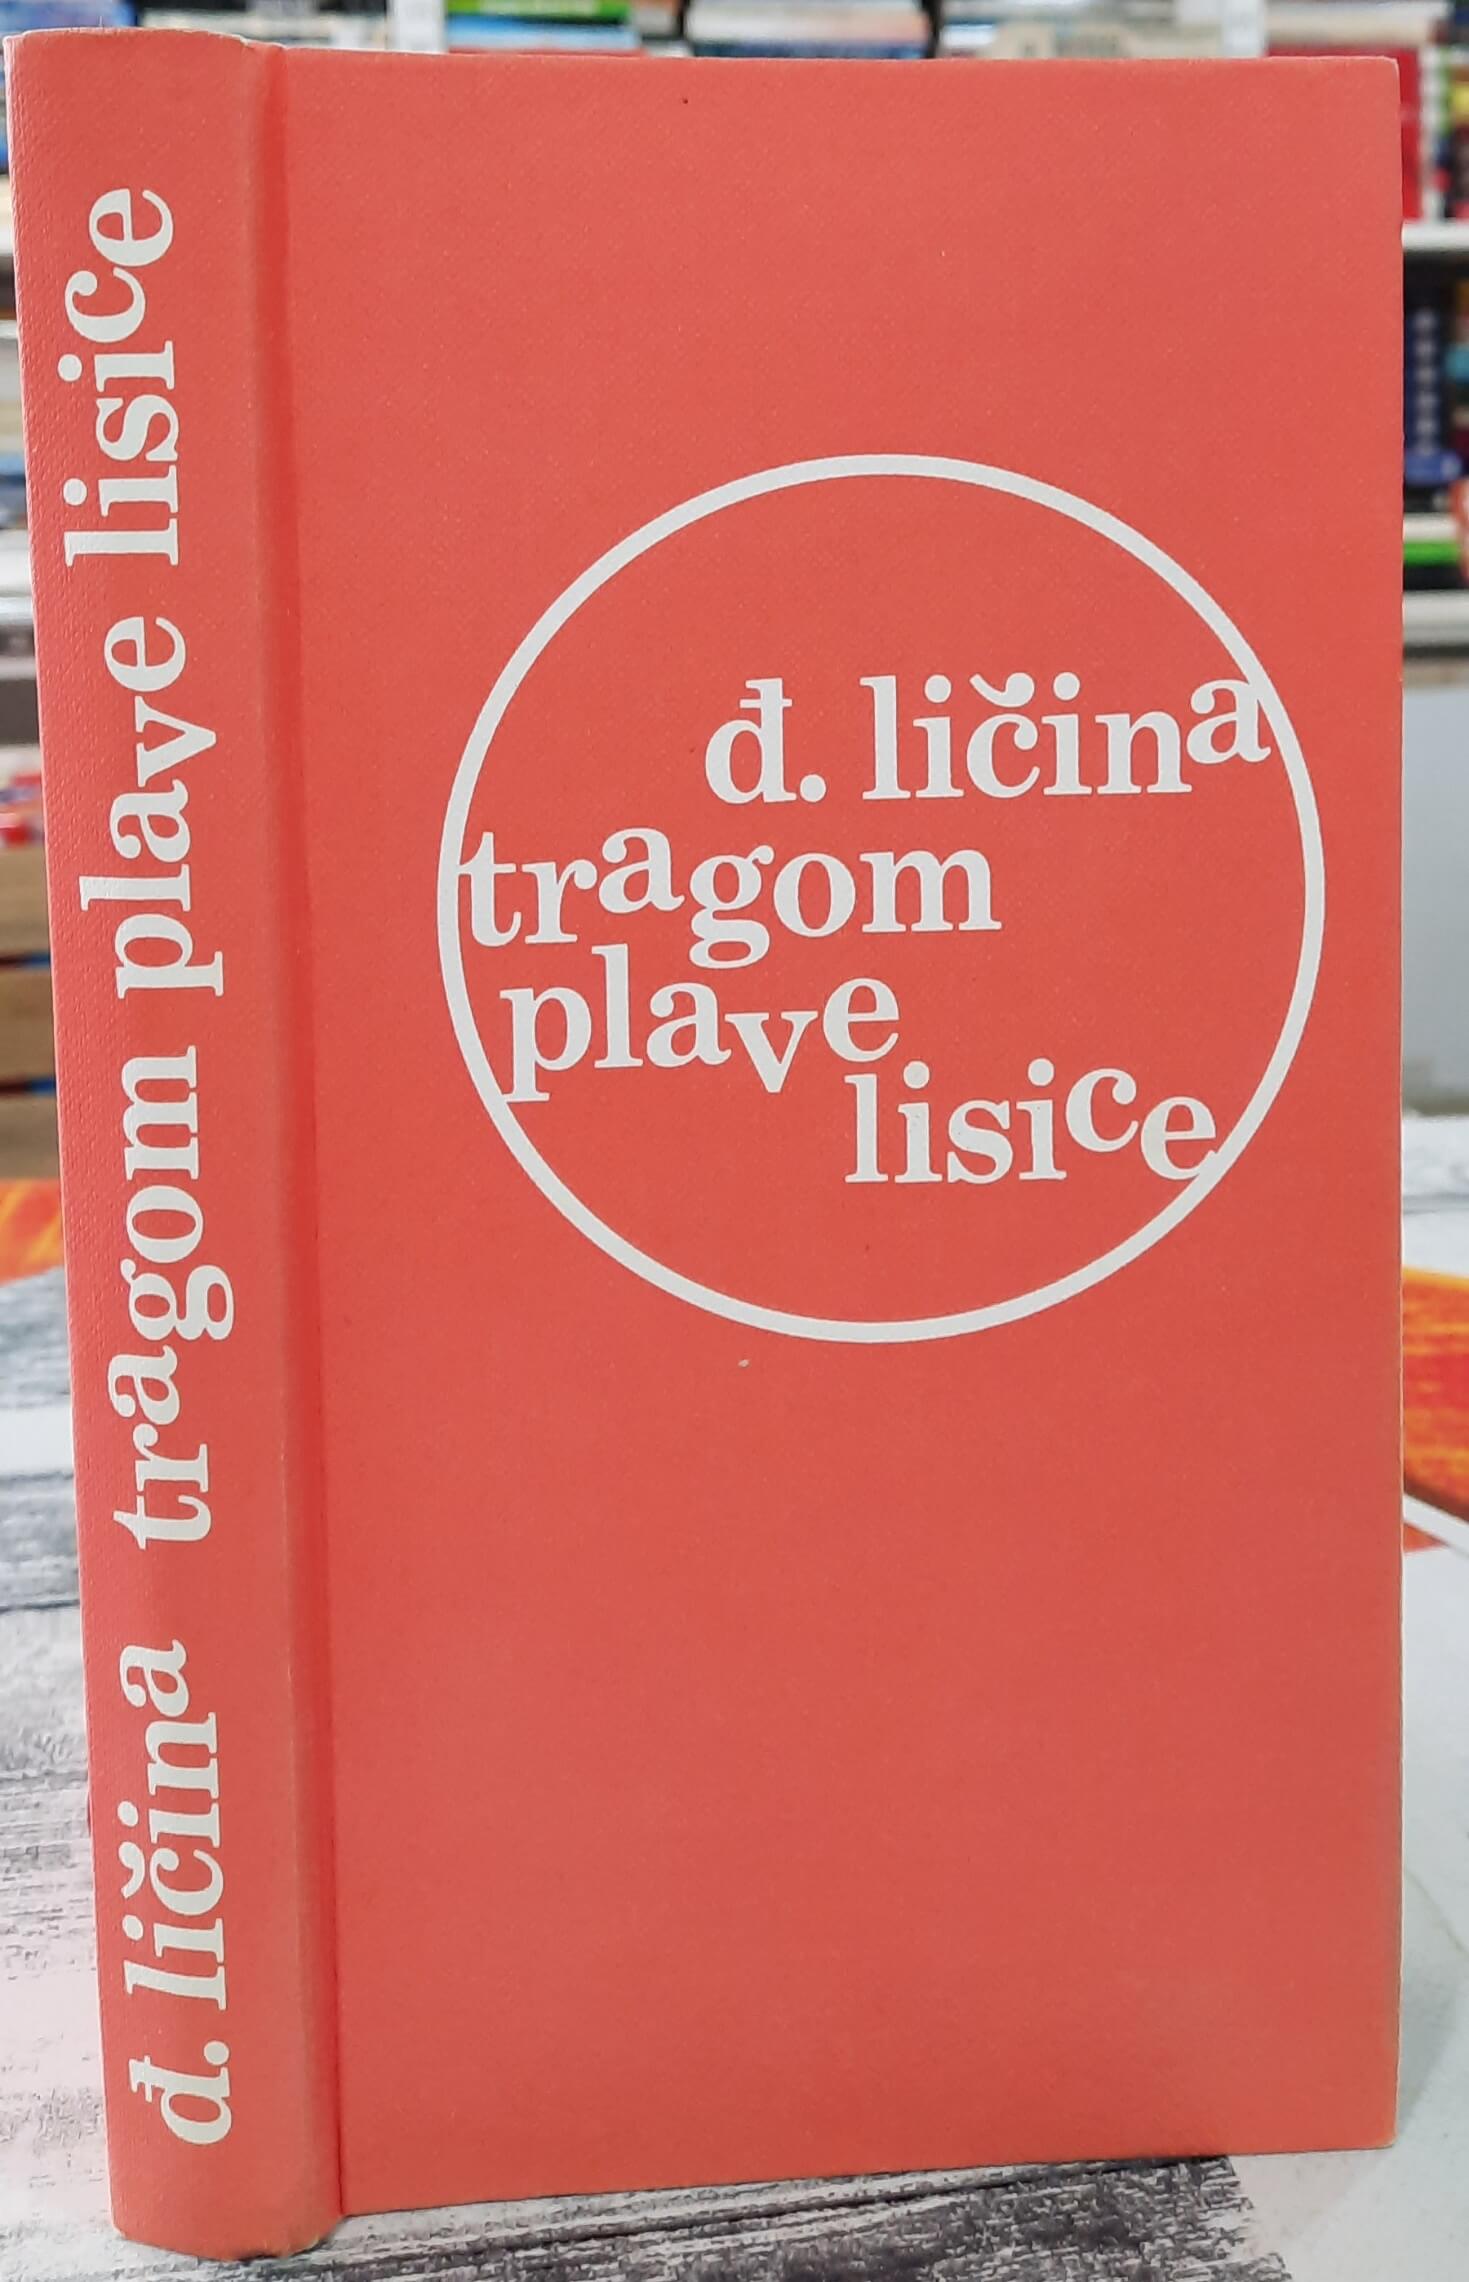 đ. ličina tragom plave lisice
đ. ličina
tragom
plave
lisice